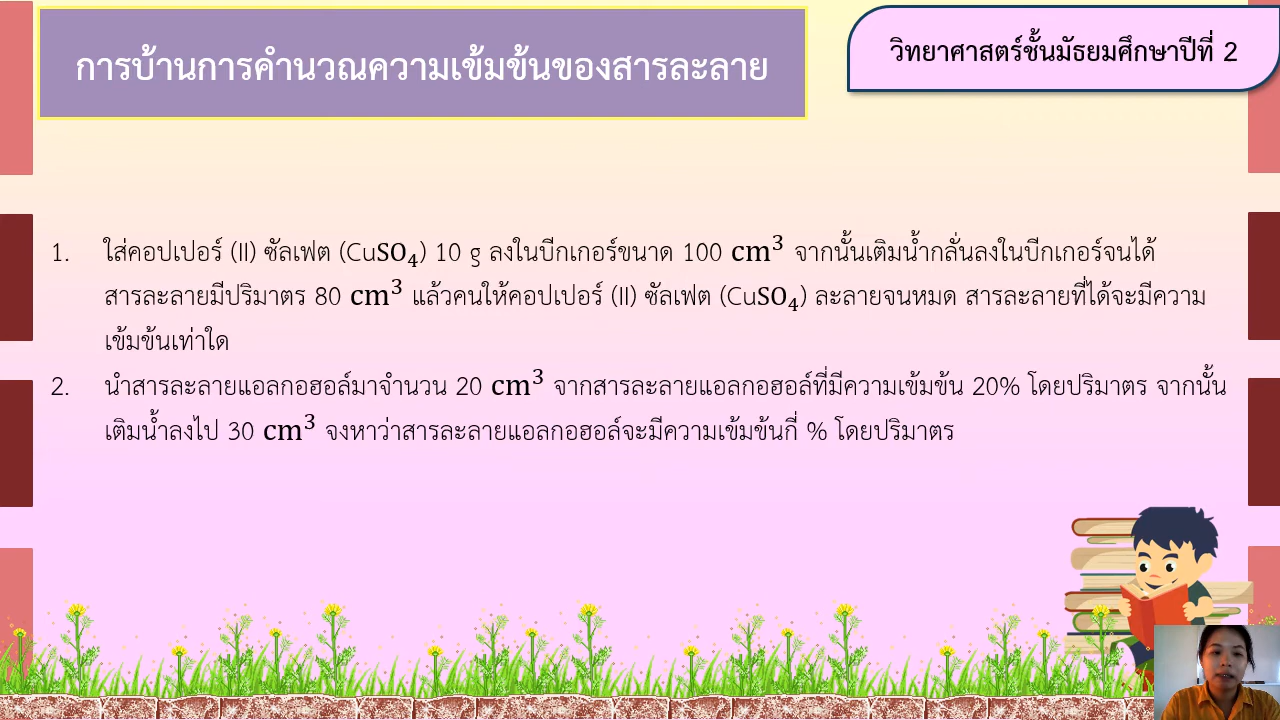 การบ้านการคำนวณความเข้มข้นของสารละลาย
วิทยาศาสตร์ชั้นมัธยมศึกษาปีที่ 2
1. ใส่คอปเปอร์ (II) ซัลเฟต (CuSO₄) 10 g ลงในบีกเกอร์ขนาด 100 cm³ จากนั้นเติมน้ำกลั่นลงในบีกเกอร์จนได้
สารละลายมีปริมาตร 80 cm³ แล้วคนให้คอปเปอร์ (II) ซัลเฟต (CuSO₄) ละลายจนหมด สารละลายที่ได้จะมีความ
เข้มข้นเท่าใด
2. นำสารละลายแอลกอฮอล์มาจำนวน 20 cm³ จากสารละลายแอลกอฮอล์ที่มีความเข้มข้น 20% โดยปริมาตร จากนั้น
เติมน้ำลงไป 30 cm³ จงหาว่าสารละลายแอลกอฮอล์จะมีความเข้มข้นกี่ % โดยปริมาตร